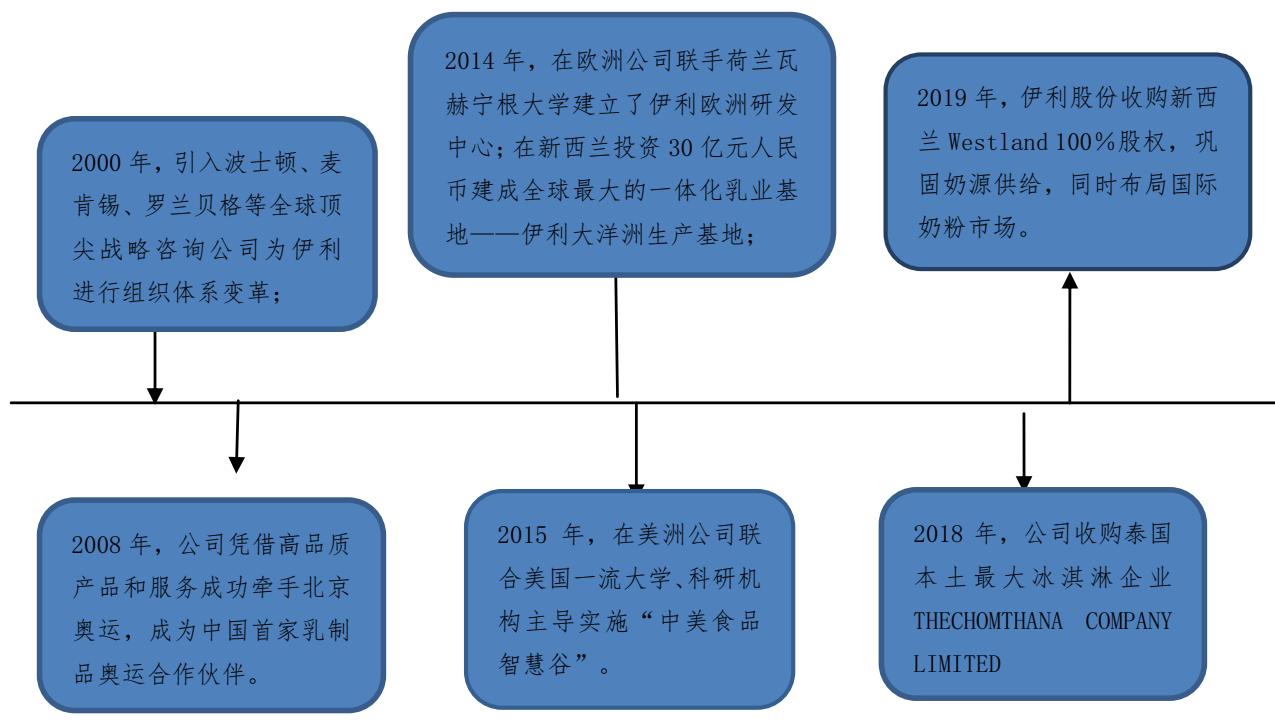 2000 年，引入波士顿、麦
肯锡、罗兰贝格等全球顶
尖战略咨询公司为伊利
进行组织体系变革；
2014 年，在欧洲公司联手荷兰瓦
赫宁根大学建立了伊利欧洲研发
中心；在新西兰投资 30 亿元人民
币建成全球最大的一体化乳业基
地——伊利大洋洲生产基地；
2019 年，伊利股份收购新西
兰 Westland 100%股权，巩
固奶源供给，同时布局国际
奶粉市场。
2008 年，公司凭借高品质
产品和服务成功牵手北京
奥运，成为中国首家乳制
品奥运合作伙伴。
2015 年，在美洲公司联
合美国一流大学、科研机
构主导实施“中美食品
智慧谷”。
2018 年，公司收购泰国
本土最大冰淇淋企业
THECHOMTHANA COMPANY
LIMITED